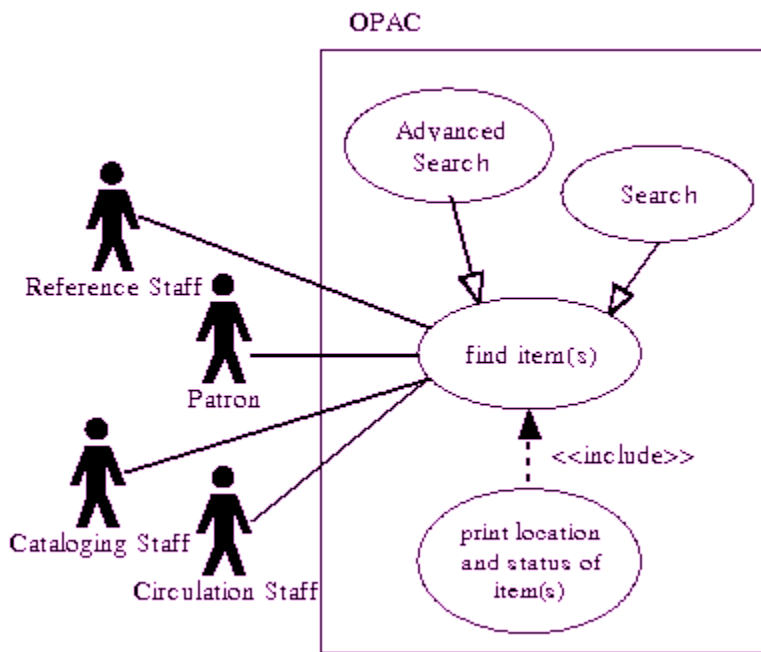 OPAC
Advanced
Search
Search
Reference Staff
find item(s)
Patron
<<include>>
Cataloging Staff
print location
and status of
item(s)
Circulation Staff